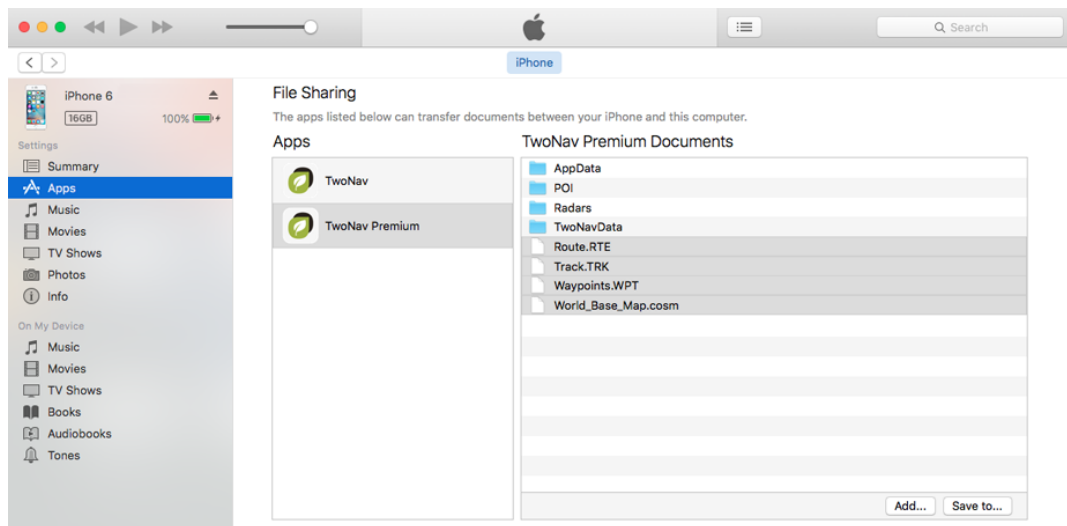 Search
iPhone
iPhone 6
16GB
100%
Settings
Summary
Apps
Music
Movies
TV Shows
Photos
Info
On My Device
Music
Movies
TV Shows
Books
Audiobooks
Tones
File Sharing
The apps listed below can transfer documents between your iPhone and this computer.
Apps
TwoNav
TwoNav Premium
TwoNav Premium Documents
AppData
POI
Radars
TwoNavData
Route.RTE
Track.TRK
Waypoints.WPT
World_Base_Map.cosm
Add...
Save to...